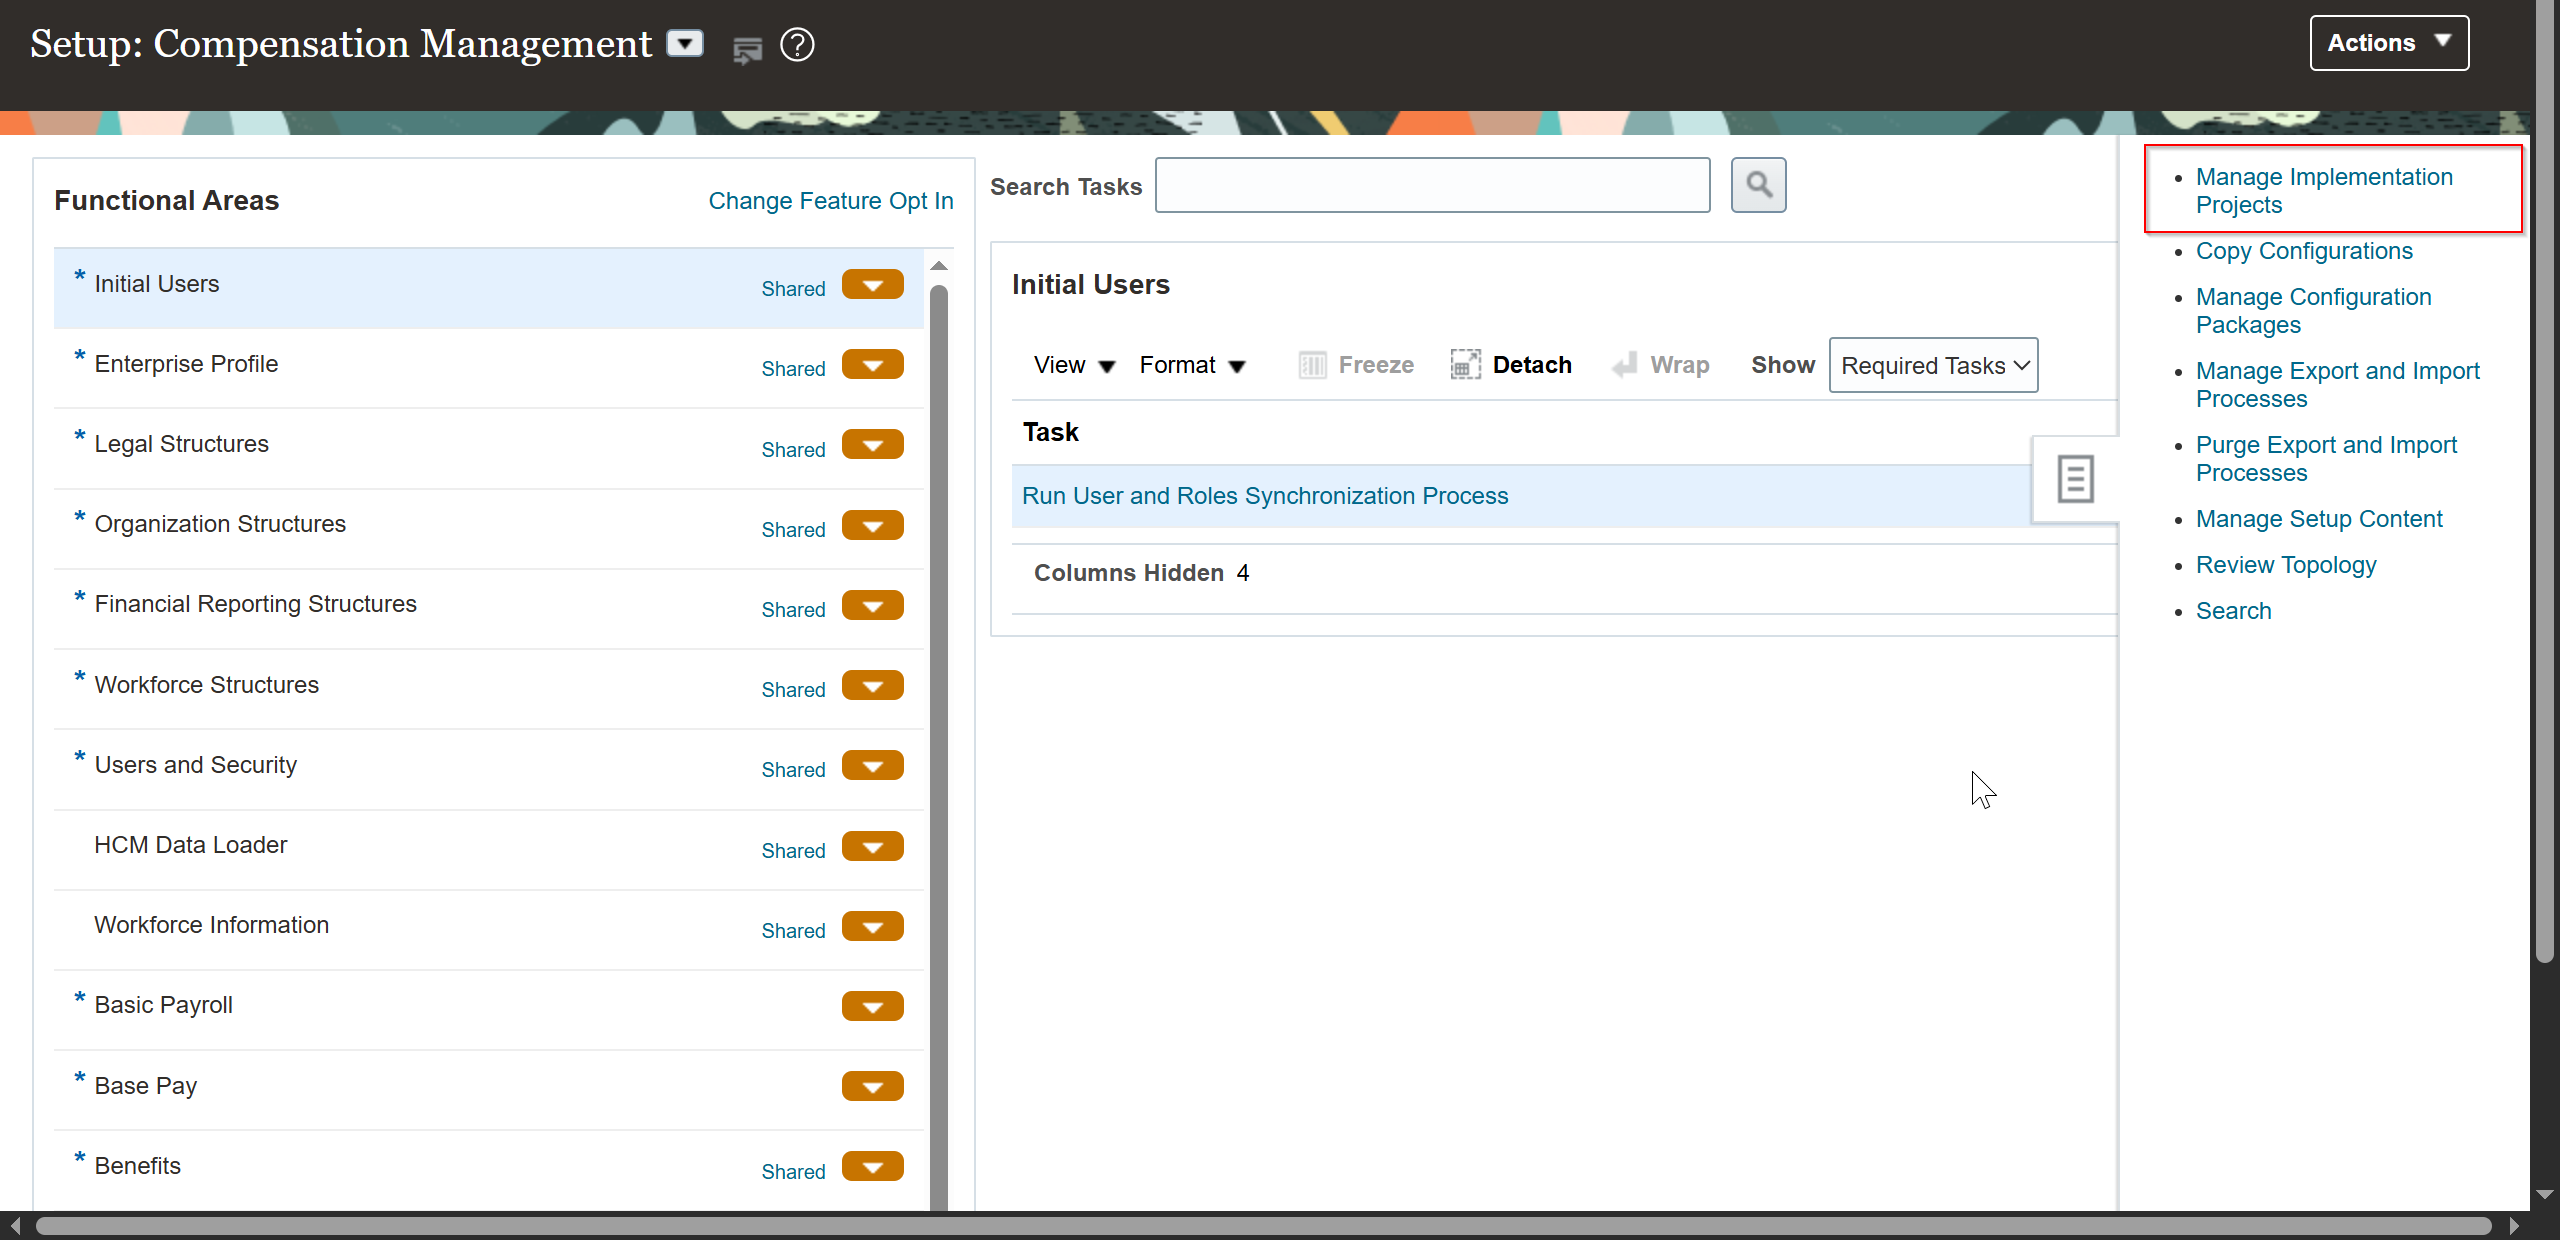 Setup: Compensation Management
Actions
Functional Areas
Change Feature Opt In
* Initial Users Shared
* Enterprise Profile Shared
* Legal Structures Shared
* Organization Structures Shared
* Financial Reporting Structures Shared
* Workforce Structures Shared
* Users and Security Shared
HCM Data Loader Shared
Workforce Information Shared
* Basic Payroll
* Base Pay
* Benefits Shared
Search Tasks
Initial Users
View Format Freeze Detach Wrap Show Required Tasks
Task
Run User and Roles Synchronization Process
Columns Hidden 4
• Manage Implementation
Projects
• Copy Configurations
• Manage Configuration
Packages
• Manage Export and Import
Processes
• Purge Export and Import
Processes
• Manage Setup Content
• Review Topology
• Search